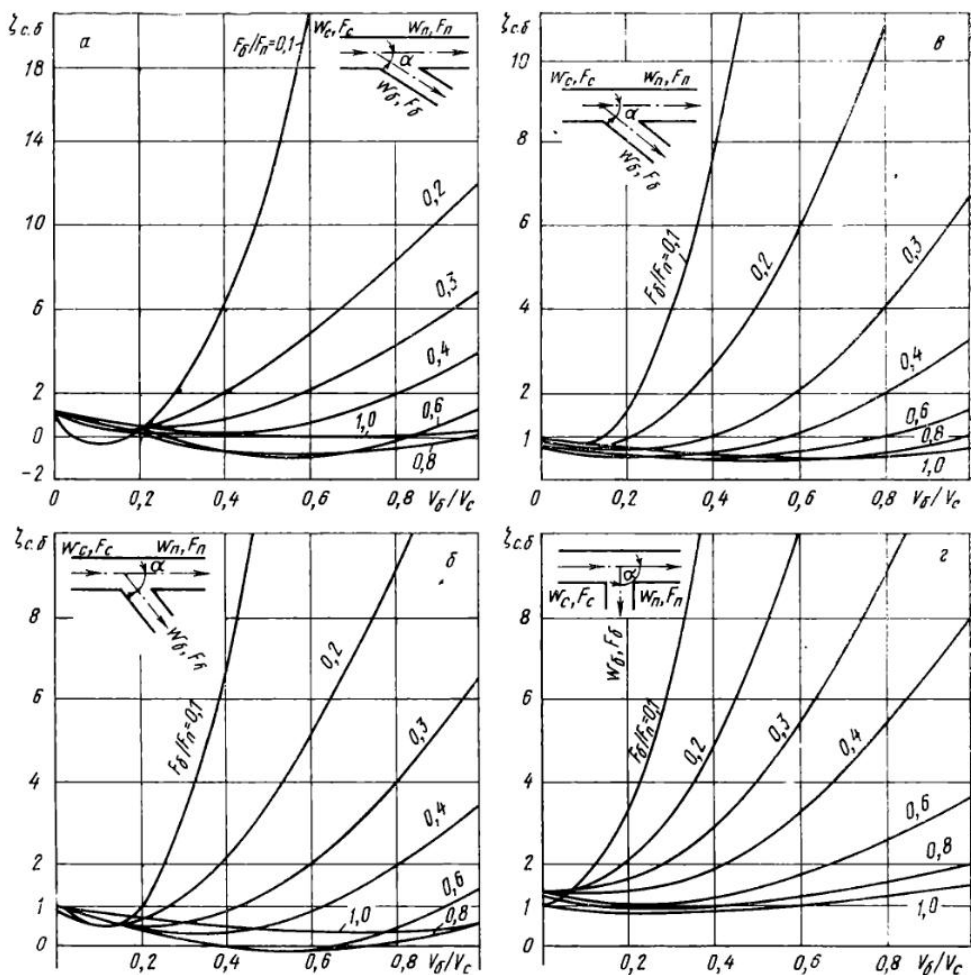 ζс.б
а
Fб/Fп=0,1
wс, Fс
wп, Fп
α
wб, Fб
18
14
10
6
2
0
-2
0,2
0,3
0,4
0,6
1,0
0,8
0
0,2
0,4
0,6
0,8
Vб/Vс
ζс.б
в
wс, Fс
wп, Fп
α
wб, Fб
10
8
6
4
2
1
Fб/Fп=0,1
0,2
0,3
0,4
0,6
0,8
1,0
0
0,2
0,4
0,6
0,8
Vб/Vс
ζс.б
б
wс, Fс
wп, Fп
α
wб, Fб
8
6
4
2
1
0
Fб/Fп=0,1
0,2
0,3
0,4
0,6
1,0
0,8
0,2
0,4
0,6
0,8
Vб/Vс
ζс.б
г
α
wс, Fс
wп, Fп
wб, Fб
8
6
4
2
1
0
Fб/Fп=0,1
0,2
0,3
0,4
0,6
0,8
1,0
0,2
0,4
0,6
0,8
Vб/Vс